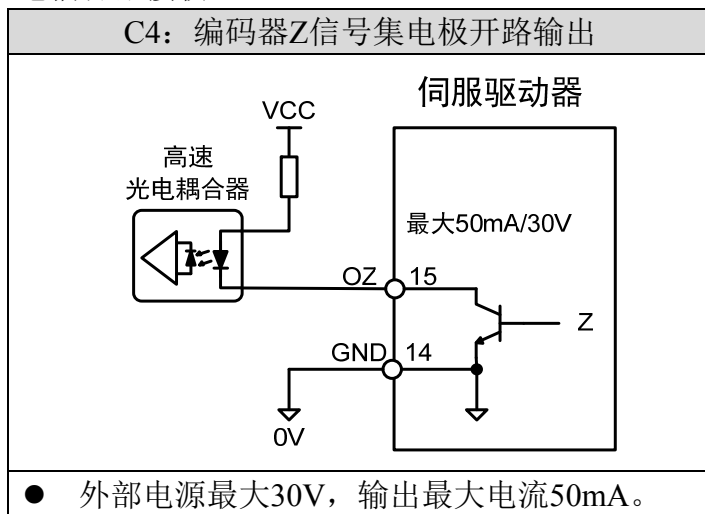 C4：编码器Z信号集电极开路输出
伺服驱动器
VCC
高速
光电耦合器
最大50mA/30V
OZ 15
Z
GND 14
0V
● 外部电源最大30V，输出最大电流50mA。